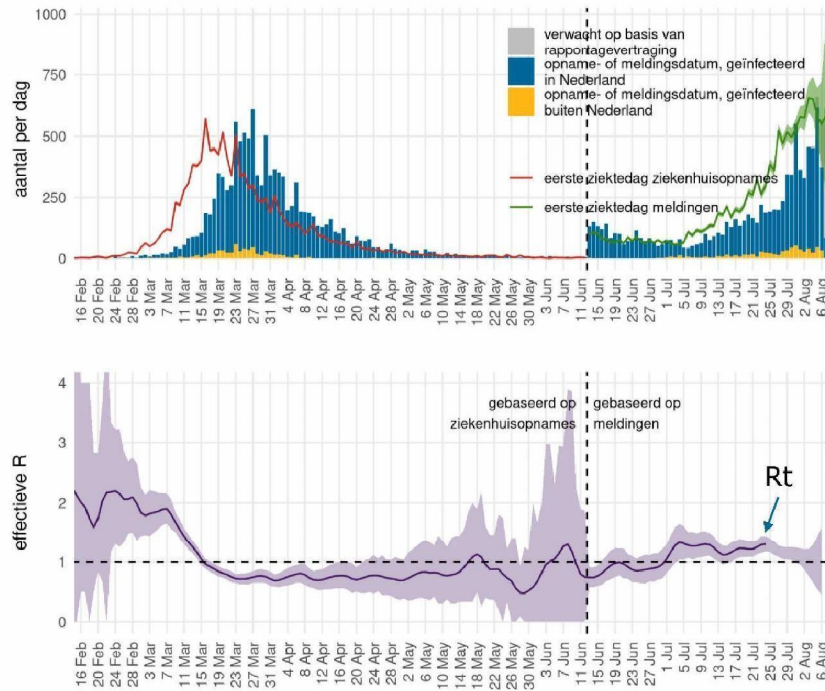 1000
750
500
250
0
aantal per dag
verwacht op basis van
rapportagevertraging
opname- of meldingsdatum, geïnfecteerd
in Nederland
opname- of meldingsdatum, geïnfecteerd
buiten Nederland
eerste ziektedag ziekenhuisopnames
eerste ziektedag meldingen
16 Feb
20 Feb
24 Feb
28 Feb
3 Mar
7 Mar
11 Mar
15 Mar
19 Mar
23 Mar
27 Mar
31 Mar
4 Apr
8 Apr
12 Apr
16 Apr
20 Apr
24 Apr
28 Apr
2 May
6 May
10 May
14 May
18 May
22 May
26 May
30 May
3 Jun
7 Jun
11 Jun
15 Jun
19 Jun
23 Jun
27 Jun
1 Jul
5 Jul
9 Jul
13 Jul
17 Jul
21 Jul
25 Jul
29 Jul
2 Aug
6 Aug
4
3
2
1
0
effectieve R
gebaseerd op
ziekenhuisopnames
gebaseerd op
meldingen
Rt
16 Feb
20 Feb
24 Feb
28 Feb
3 Mar
7 Mar
11 Mar
15 Mar
19 Mar
23 Mar
27 Mar
31 Mar
4 Apr
8 Apr
12 Apr
16 Apr
20 Apr
24 Apr
28 Apr
2 May
6 May
10 May
14 May
18 May
22 May
26 May
30 May
3 Jun
7 Jun
11 Jun
15 Jun
19 Jun
23 Jun
27 Jun
1 Jul
5 Jul
9 Jul
13 Jul
17 Jul
21 Jul
25 Jul
29 Jul
2 Aug
6 Aug